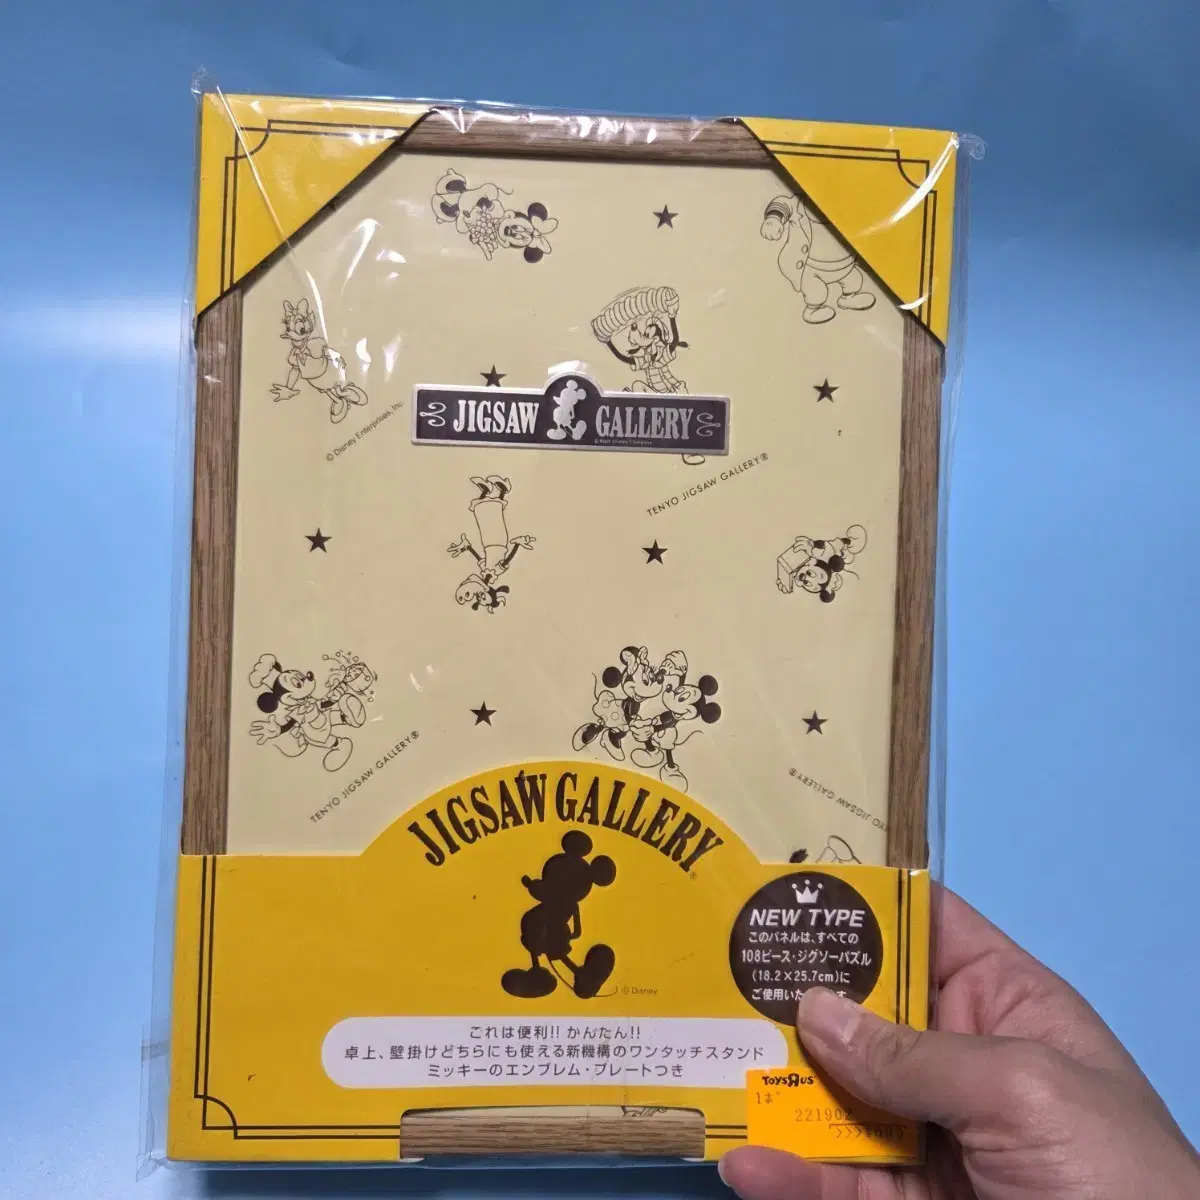 © Disney Enterprises, Inc.
JIGSAW GALLERY
© Walt Disney Company
TENYO JIGSAW GALLERY®
TENYO JIGSAW GALLERY®
TENYO JIGSAW GALLERY®
JIGSAW GALLERY®
© Disney
NEW TYPE
このパネルは、すべての
108ピース・ジグソーパズル
(18.2×25.7cm)に
ご使用いた
す。
これは便利!!かんたん!!
卓上、壁掛けどちらにも使える新機構のワンタッチスタンド
ミッキーのエンブレム・プレートつき
TOYSRUS
221902